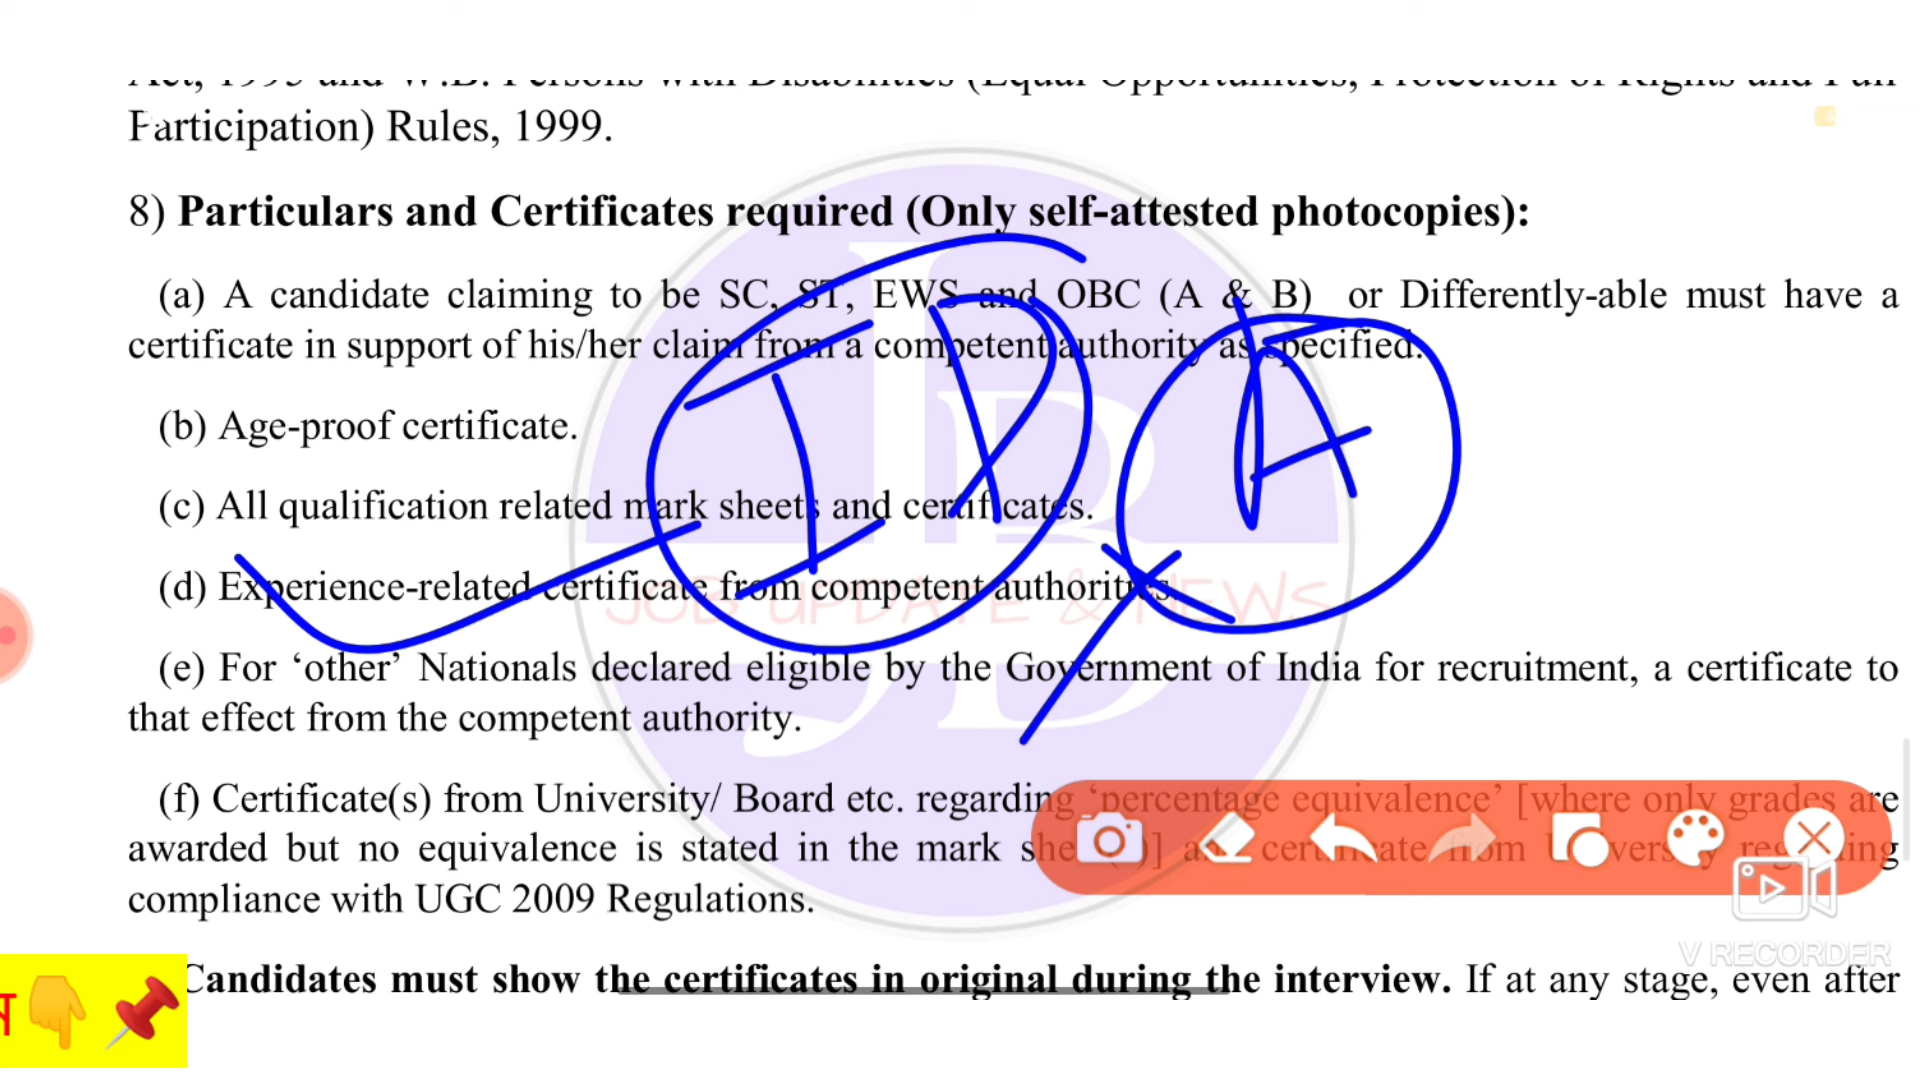 Participation) Rules, 1999.
8) Particulars and Certificates required (Only self-attested photocopies):
(a) A candidate claiming to be SC, ST, EWS and OBC (A & B) or Differently-able must have a
certificate in support of his/her claim from a competent authority as specified.
(b) Age-proof certificate.
(c) All qualification related mark sheets and certificates.
(d) Experience-related certificate from competent authorities.
(e) For ‘other’ Nationals declared eligible by the Government of India for recruitment, a certificate to
that effect from the competent authority.
(f) Certificate(s) from University/ Board etc. regarding ‘percentage equivalence’ [where only grades are
awarded but no equivalence is stated in the mark
compliance with UGC 2009 Regulations.
Candidates must show the certificates in original during the interview. If at any stage, even after
JOB UPDATE & NEWS
ID
A
V RECORDER